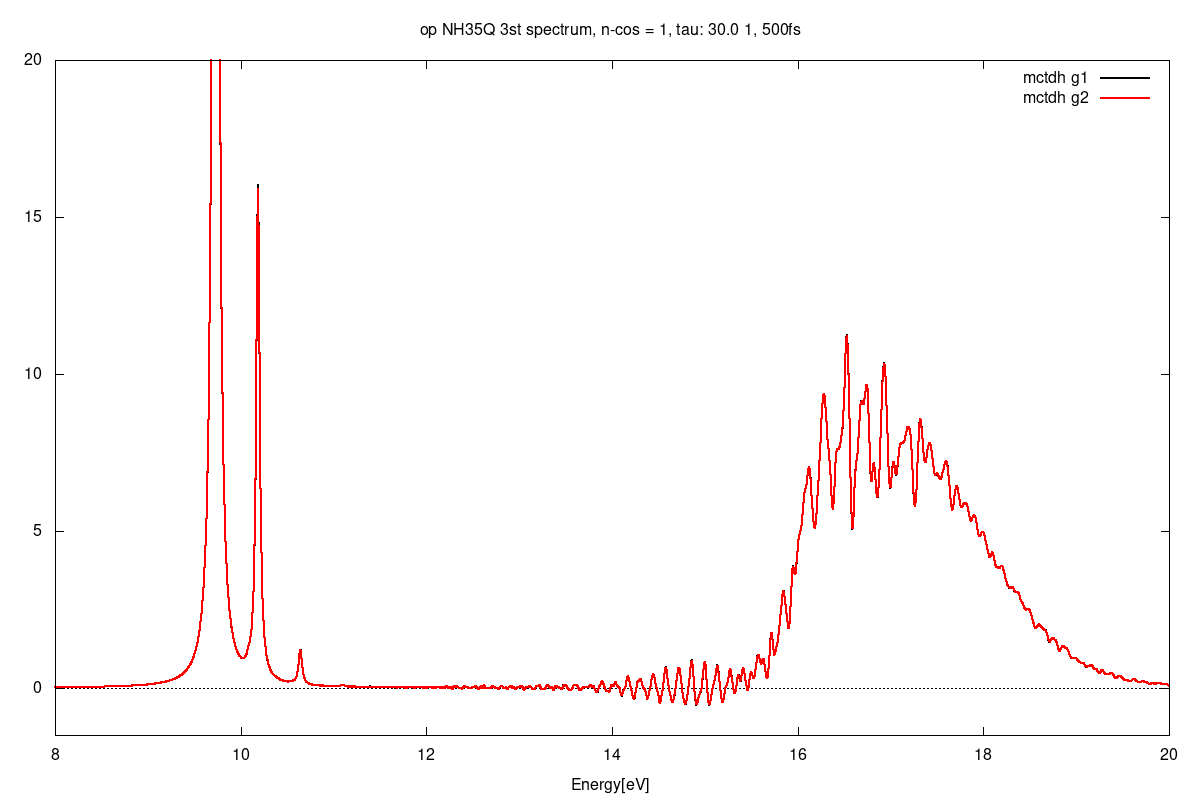 op NH35Q 3st spectrum, n-cos = 1, tau: 30.0 1, 500fs
mctdh g1
mctdh g2
20
15
10
5
0
8 10 12 14 16 18 20
Energy[eV]